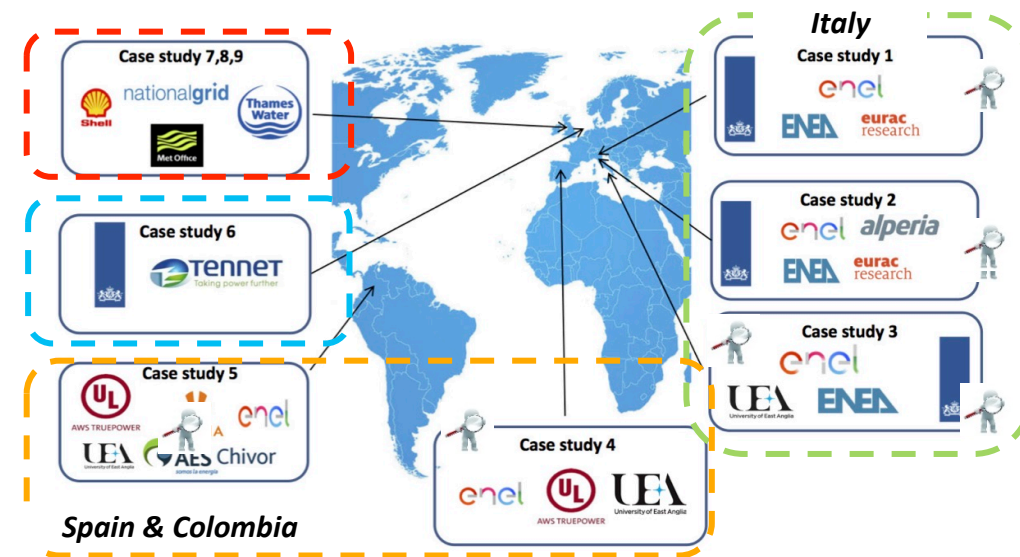 Italy
Case study 7,8,9
Shell
nationalgrid
Thames
Water
Met Office
Case study 1
enel
ENEA
eurac
research
Case study 6
TENNET
Taking power further
Case study 2
enel alperia
ENEA
eurac
research
Case study 5
UL
AWS TRUEPOWER
A
enel
UEA
University of East Anglia
AES Chivor
somos la energía
Case study 3
enel
UEA
University of East Anglia
ENEA
Case study 4
enel
UL
AWS TRUEPOWER
UEA
University of East Anglia
Spain & Colombia